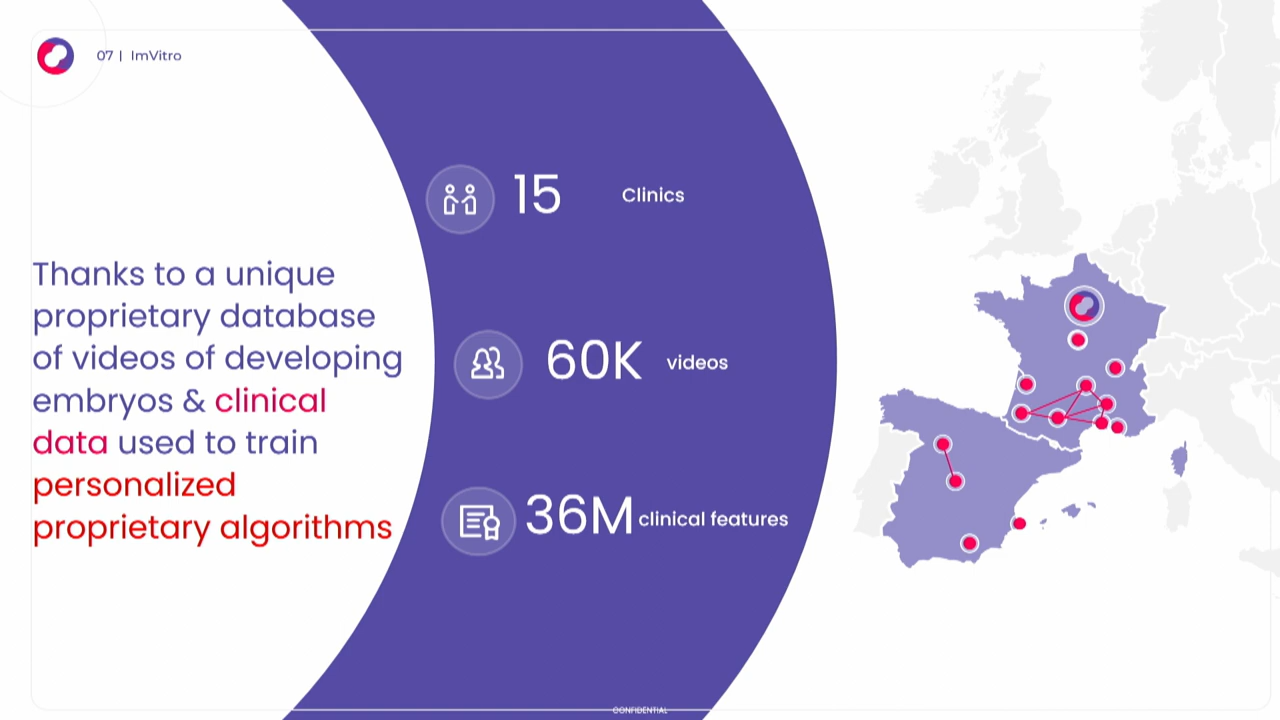 07 | ImVitro
Thanks to a unique
proprietary database
of videos of developing
embryos & clinical
data used to train
personalized
proprietary algorithms
15 Clinics
60K videos
36M clinical features
CONFIDENTIAL